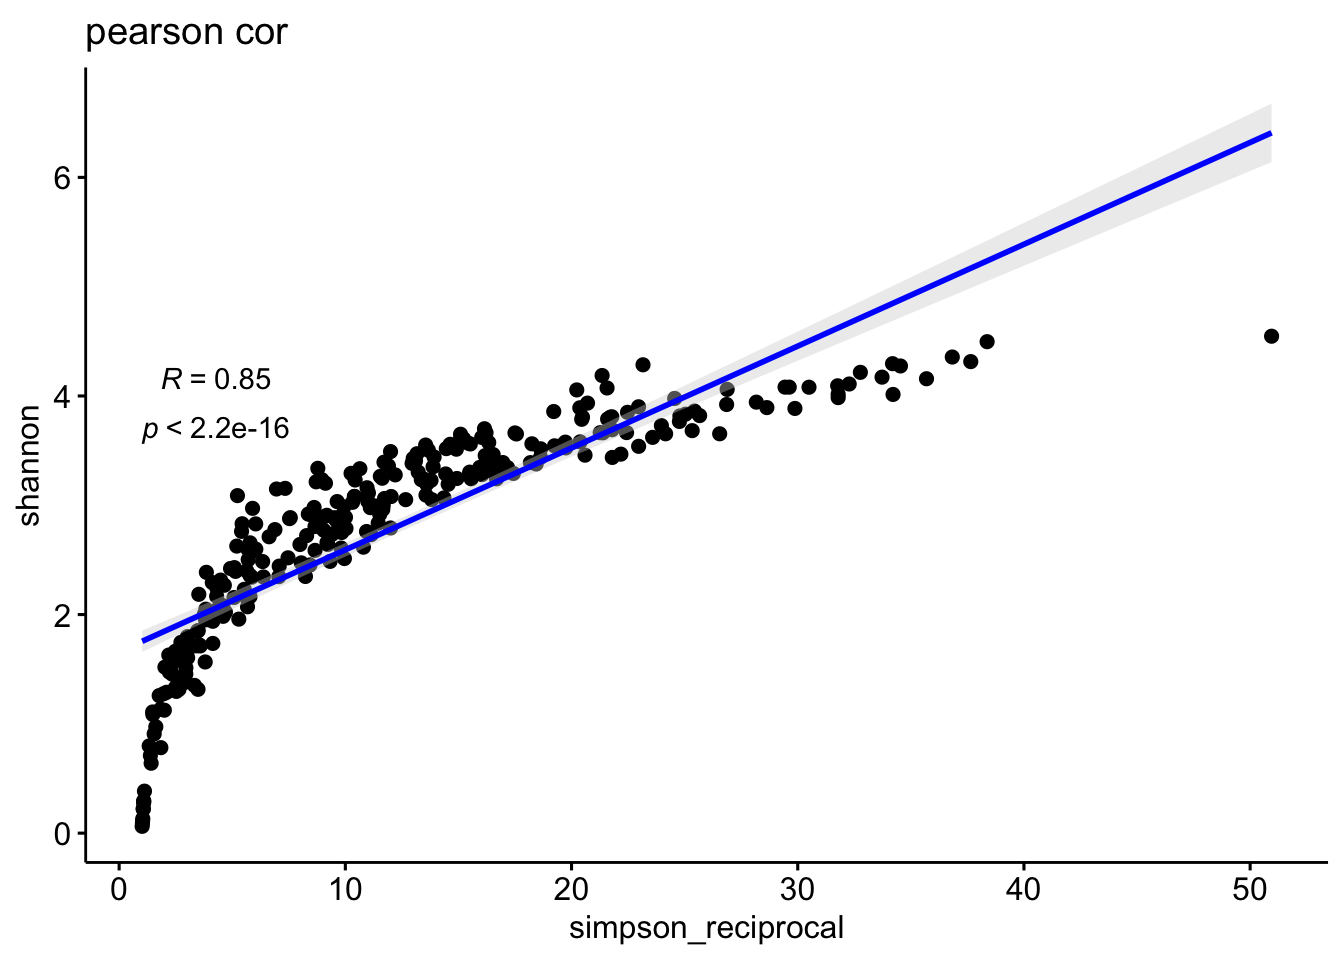 pearson cor
6
4
2
0
shannon
R = 0.85
p < 2.2e-16
0 10 20 30 40 50
simpson_reciprocal